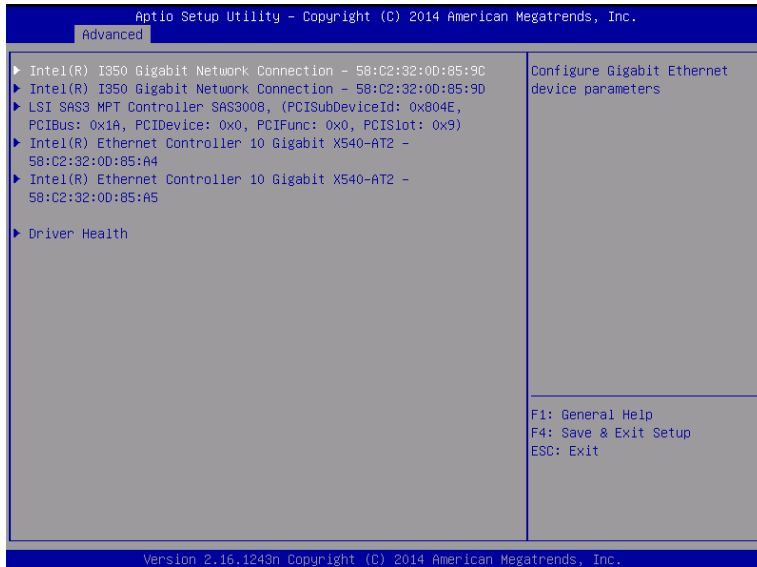 Aptio Setup Utility – Copyright (C) 2014 American Megatrends, Inc.
Advanced
▶ Intel(R) I350 Gigabit Network Connection – 58:C2:32:0D:85:9C
▶ Intel(R) I350 Gigabit Network Connection – 58:C2:32:0D:85:9D
▶ LSI SAS3 MPT Controller SAS3008, (PCISubDeviceId: 0x804E,
PCIBus: 0x1A, PCIDevice: 0x0, PCIFunc: 0x0, PCISlot: 0x9)
▶ Intel(R) Ethernet Controller 10 Gigabit X540-AT2 –
58:C2:32:0D:85:A4
▶ Intel(R) Ethernet Controller 10 Gigabit X540-AT2 –
58:C2:32:0D:85:A5
▶ Driver Health
Configure Gigabit Ethernet
device parameters
F1: General Help
F4: Save & Exit Setup
ESC: Exit
Version 2.16.1243n Copyright (C) 2014 American Megatrends, Inc.